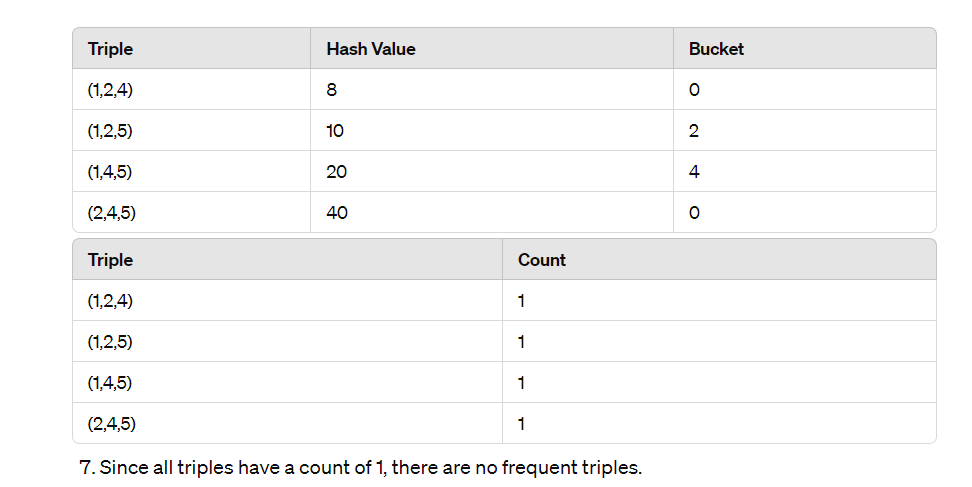 Triple Hash Value Bucket
(1,2,4) 8 0
(1,2,5) 10 2
(1,4,5) 20 4
(2,4,5) 40 0
Triple Count
(1,2,4) 1
(1,2,5) 1
(1,4,5) 1
(2,4,5) 1
7. Since all triples have a count of 1, there are no frequent triples.